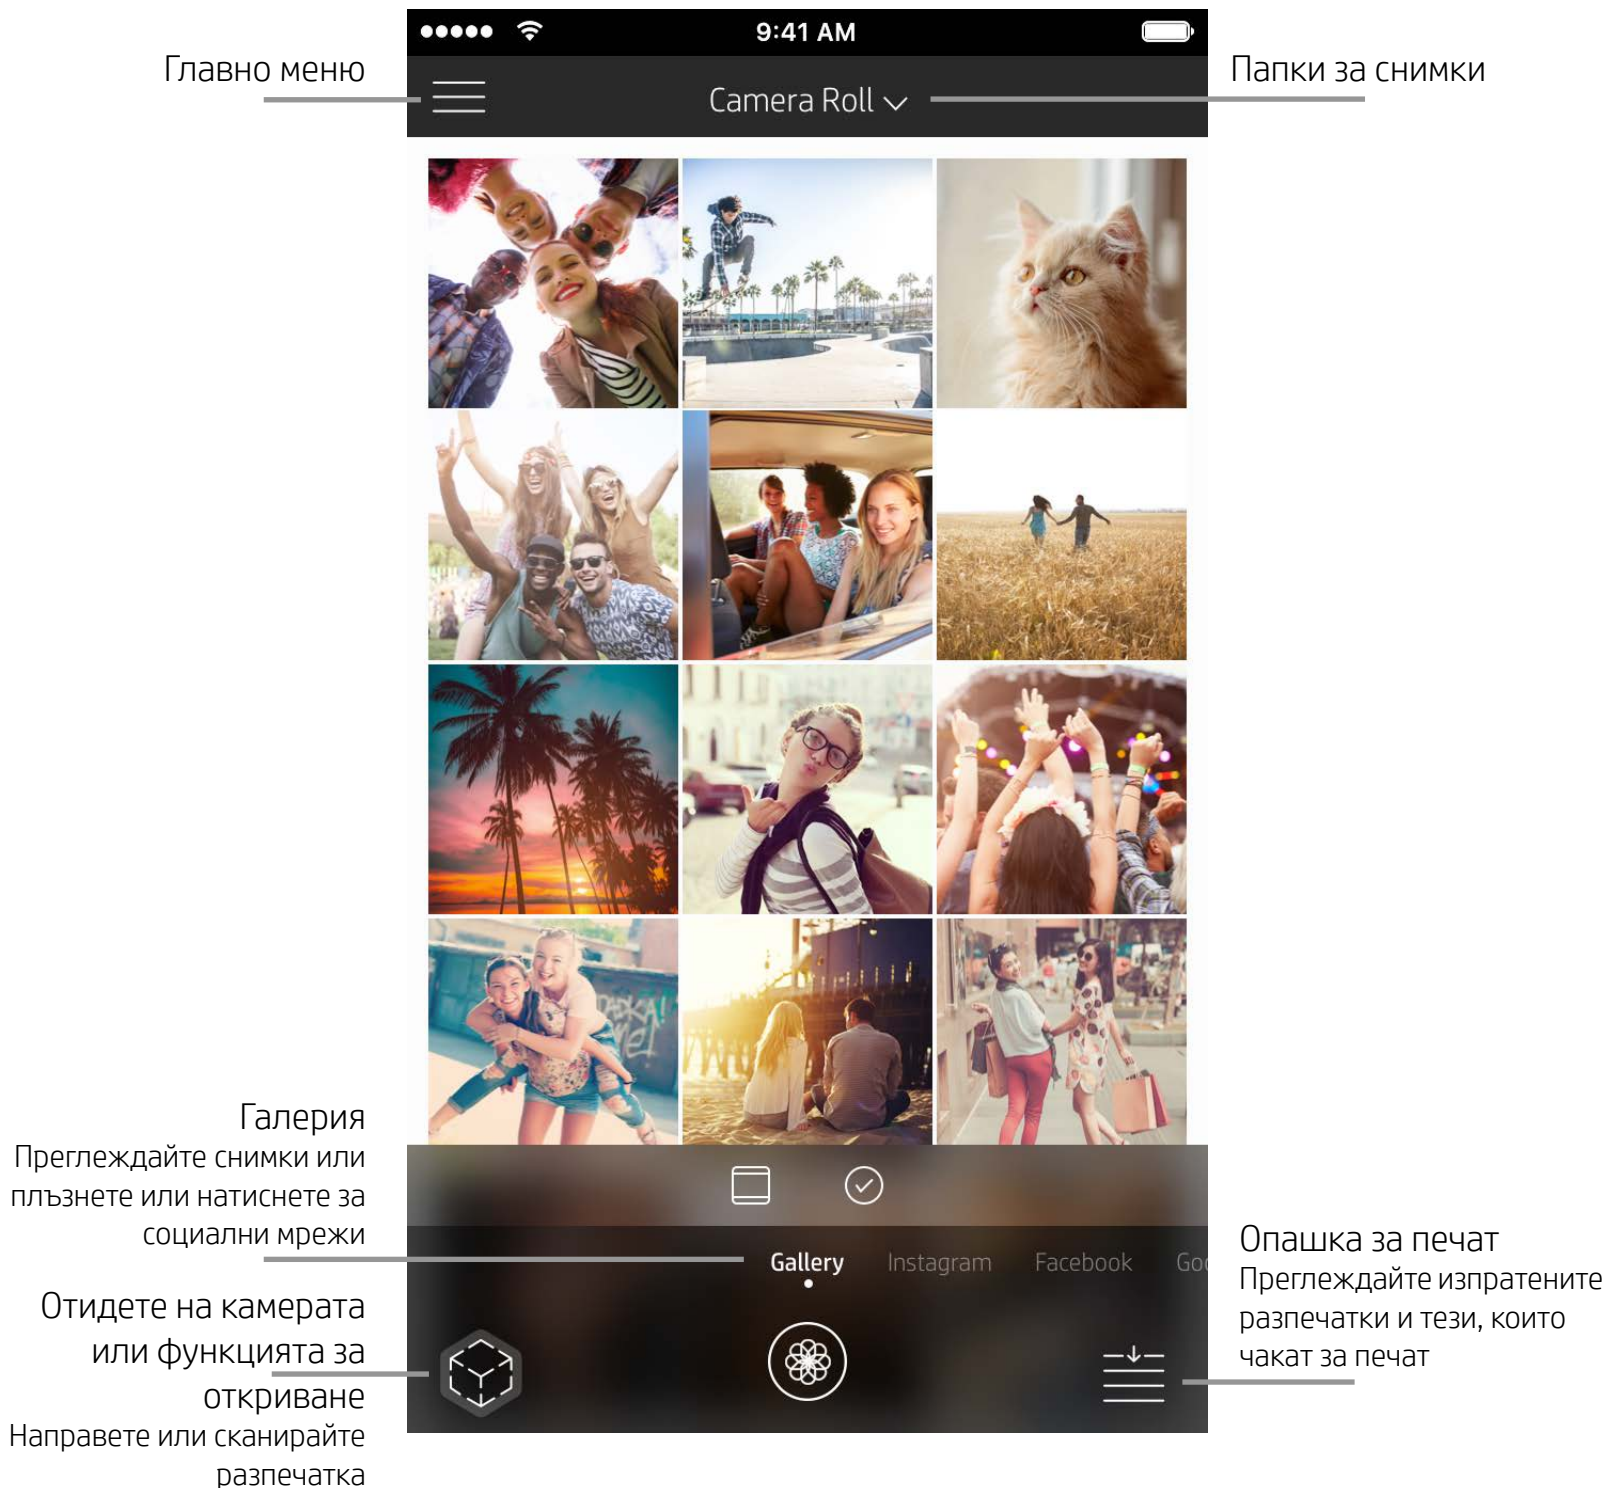 9:41 AM
Главно меню
Camera Roll
Папки за снимки
Галерия
Преглеждайте снимки или
плъзнете или натиснете за
социални мрежи
Gallery Instagram Facebook Goo
Отидете на камерата
или функцията за
откриване
Направете или сканирайте
разпечатка
Опашка за печат
Преглеждайте изпратените
разпечатки и тези, които
чакат за печат